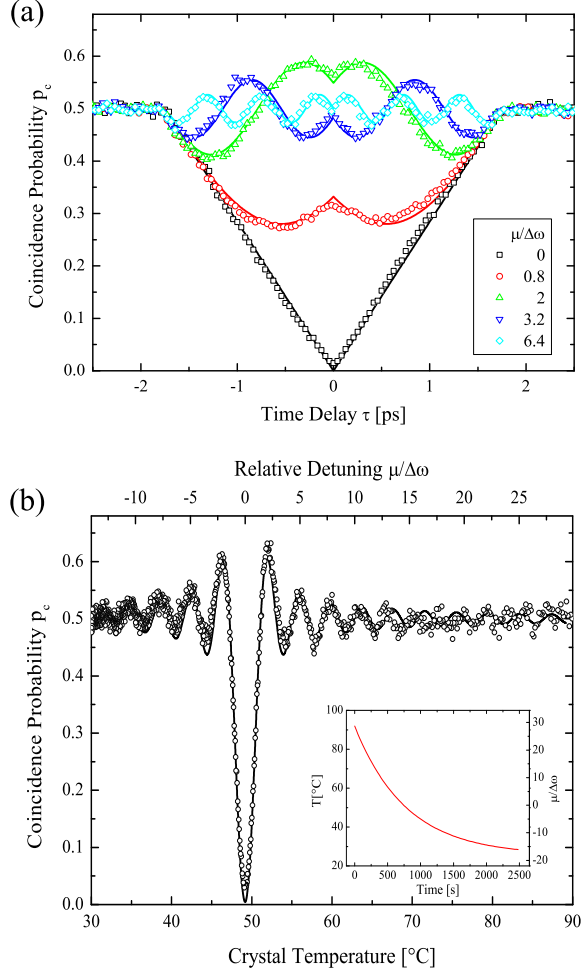 (a)
0.6
0.5
0.4
0.3
0.2
0.1
0.0
Coincidence Probability p_c
-2 -1 0 1 2
Time Delay τ [ps]
μ/Δω
0
0.8
2
3.2
6.4
(b)
Relative Detuning μ/Δω
-10 -5 0 5 10 15 20 25
0.6
0.5
0.4
0.3
0.2
0.1
0.0
Coincidence Probability p_c
30 40 50 60 70 80 90
Crystal Temperature [°C]
100
80
60
40
20
T[°C]
30
20
10
0
-10
-20
μ/Δω
0 500 1000 1500 2000 2500
Time [s]